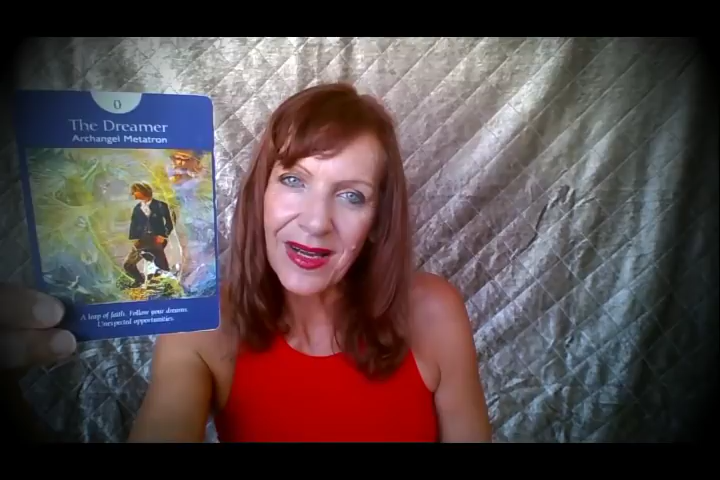 0
The Dreamer
Archangel Metatron
A leap of faith. Follow your dreams.
Unexpected opportunities.